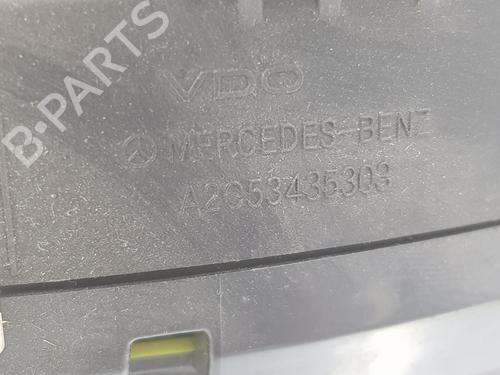 B-PARTS
VDO
MERCEDES-BENZ
A2C53435303